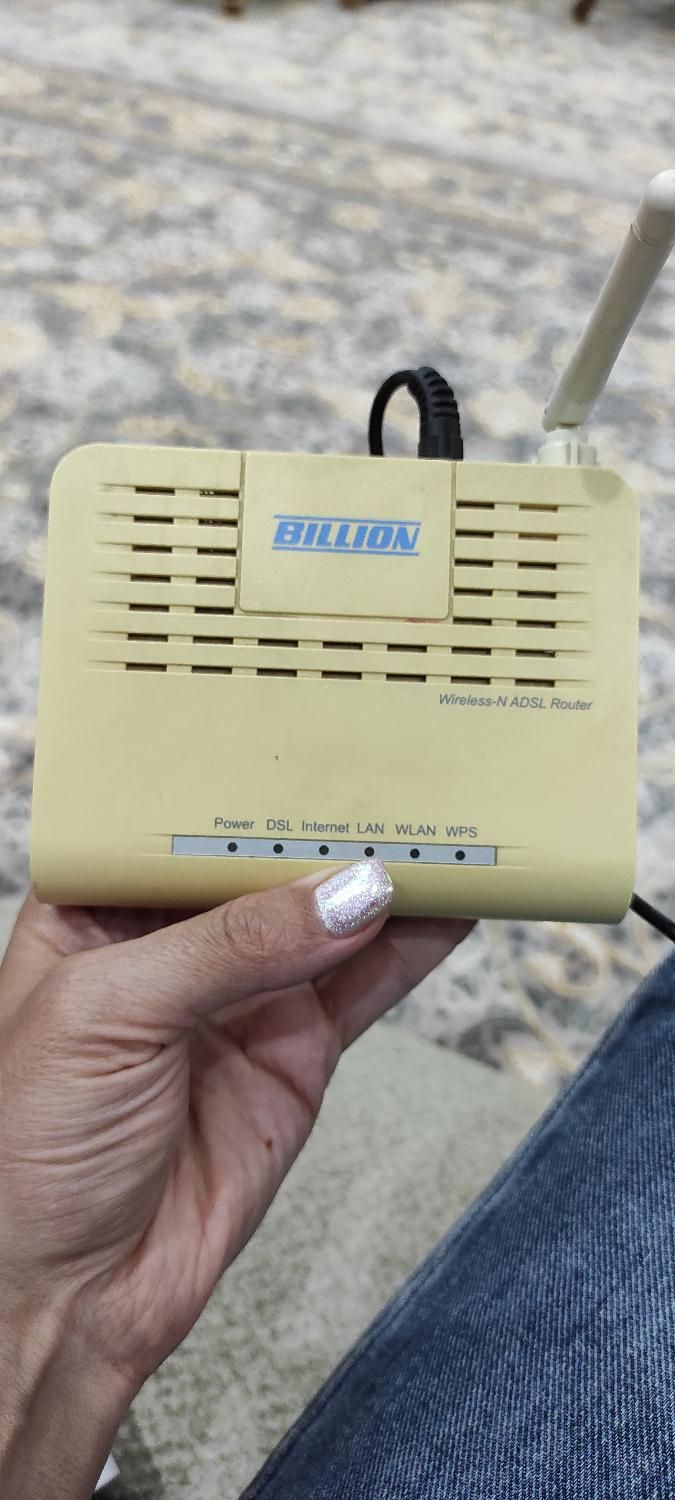 BILLION
Wireless-N ADSL Router
Power DSL Internet LAN WLAN WPS